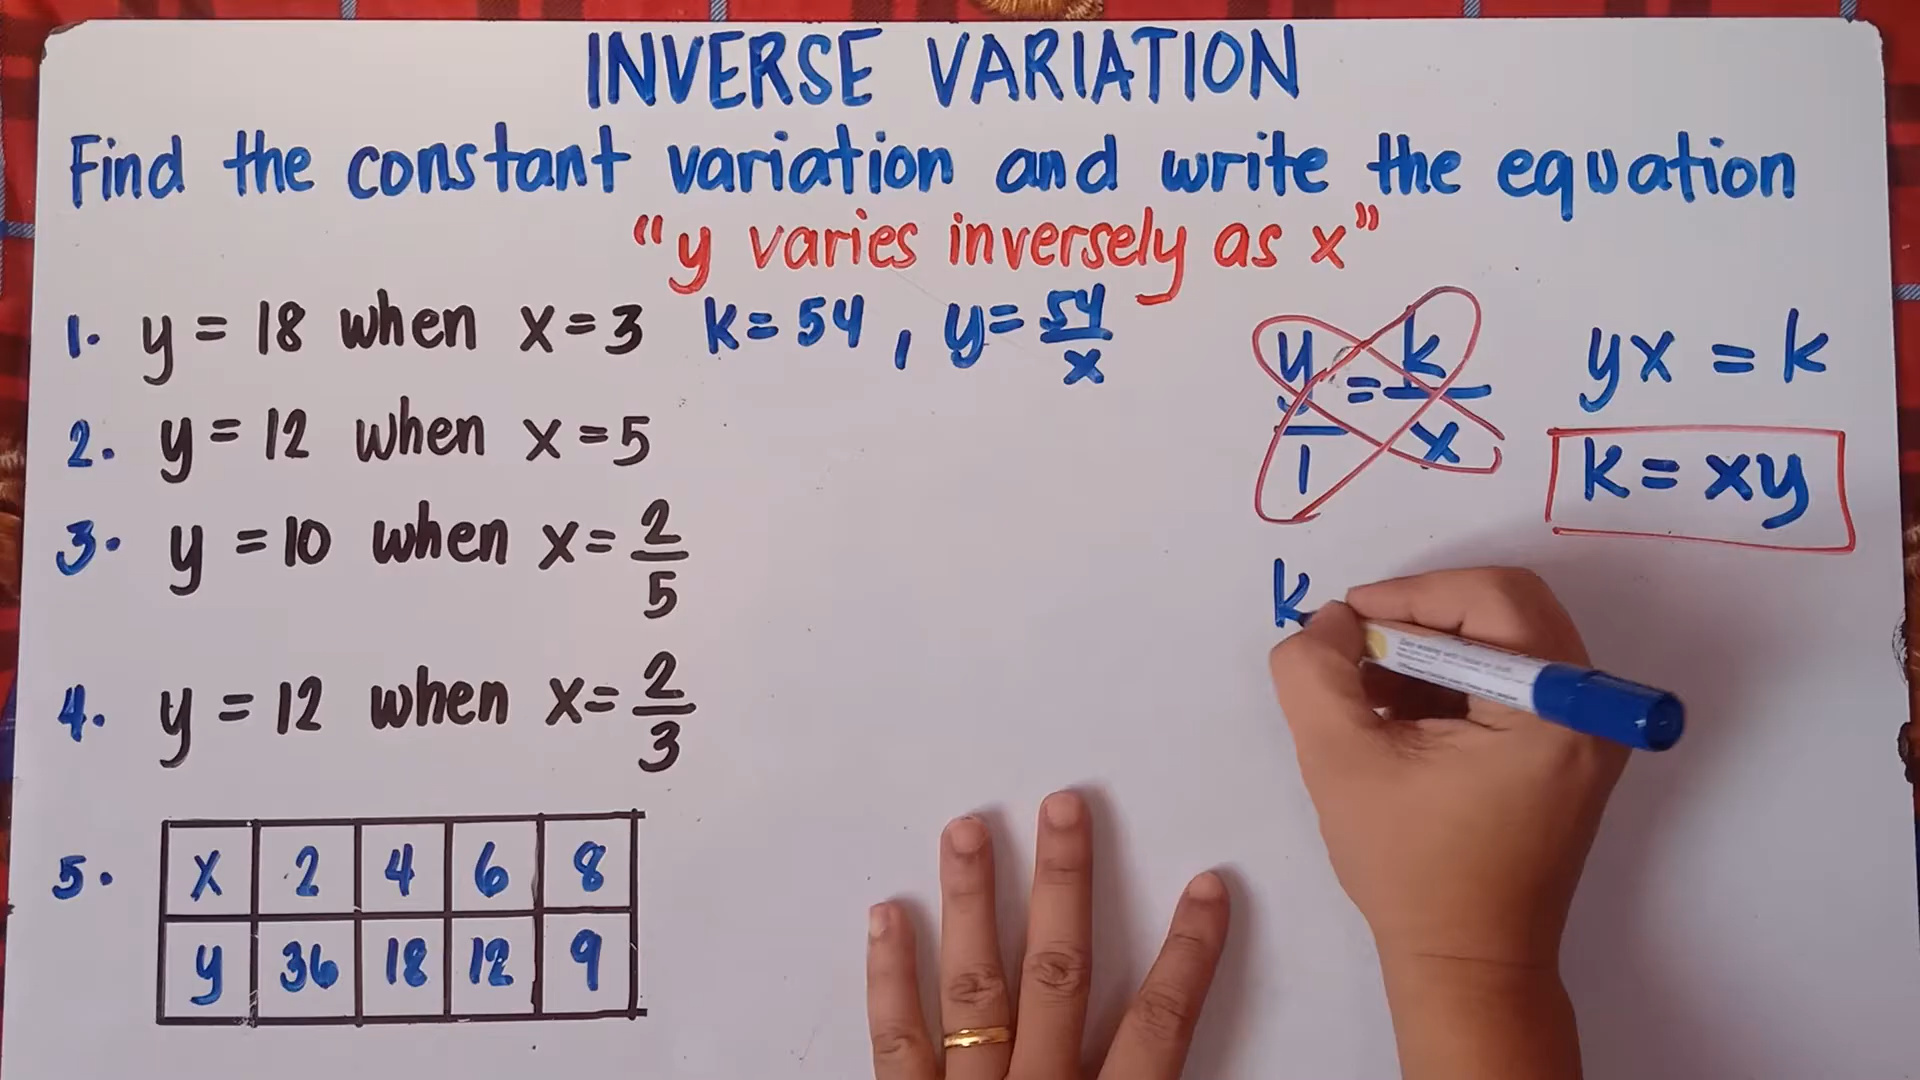 INVERSE VARIATION
Find the constant variation and write the equation
"y varies inversely as x"
1. y = 18 when x = 3 k = 54 , y = 54/x
2. y = 12 when x = 5
3. y = 10 when x = 2/5
4. y = 12 when x = 2/3
5. x 2 4 6 8
y 36 18 12 9
y/1 = k/x
yx = k
k = xy
k